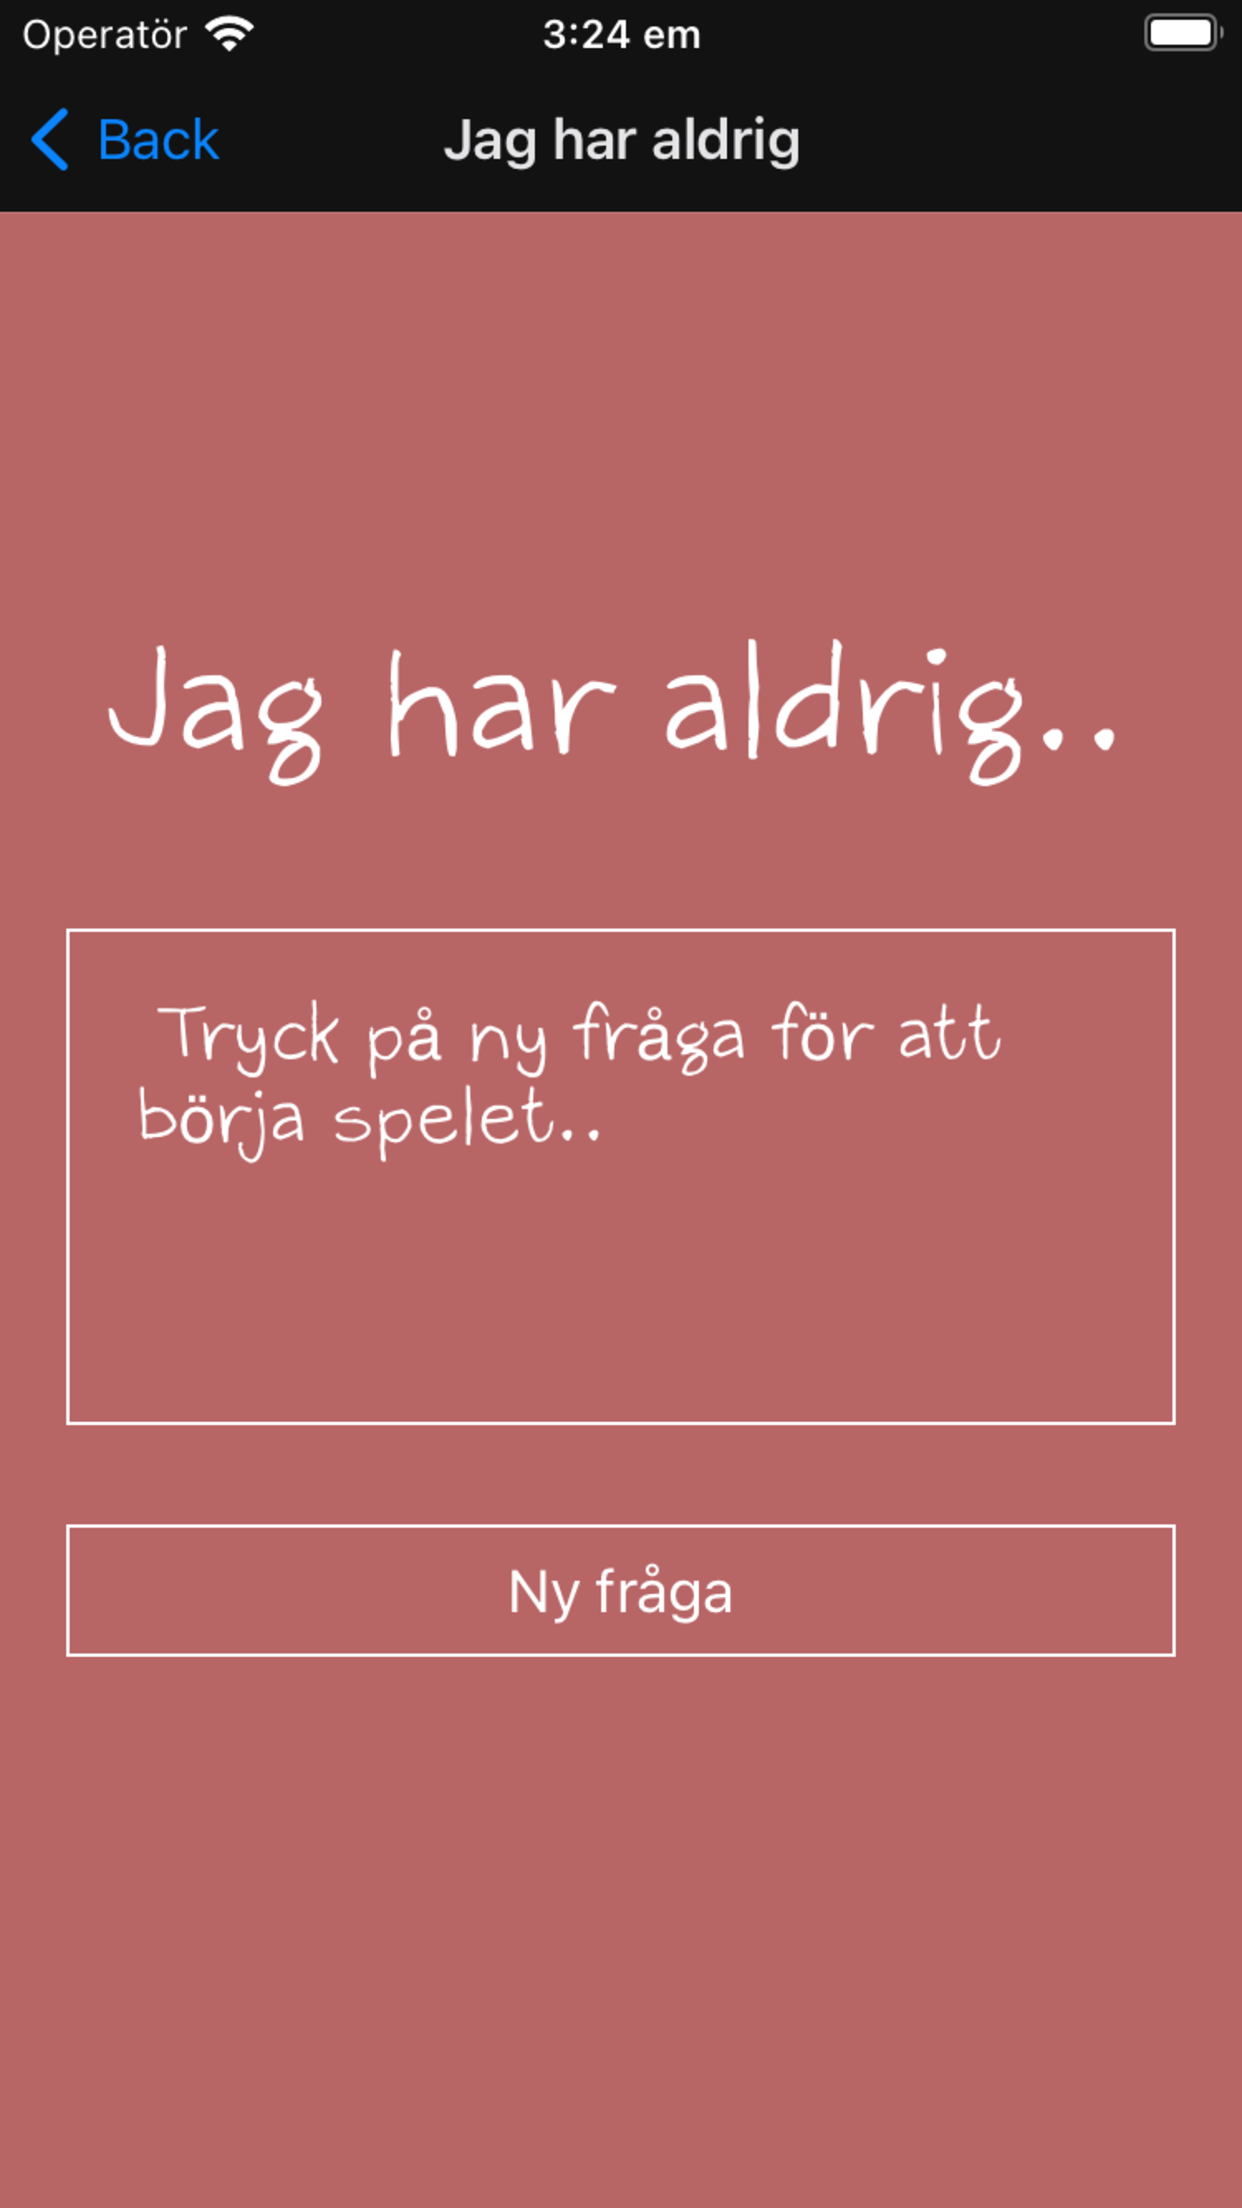 Operatör 3:24 em
Back Jag har aldrig
Jag har aldrig..
Tryck på ny fråga för att
börja spelet..
Ny fråga